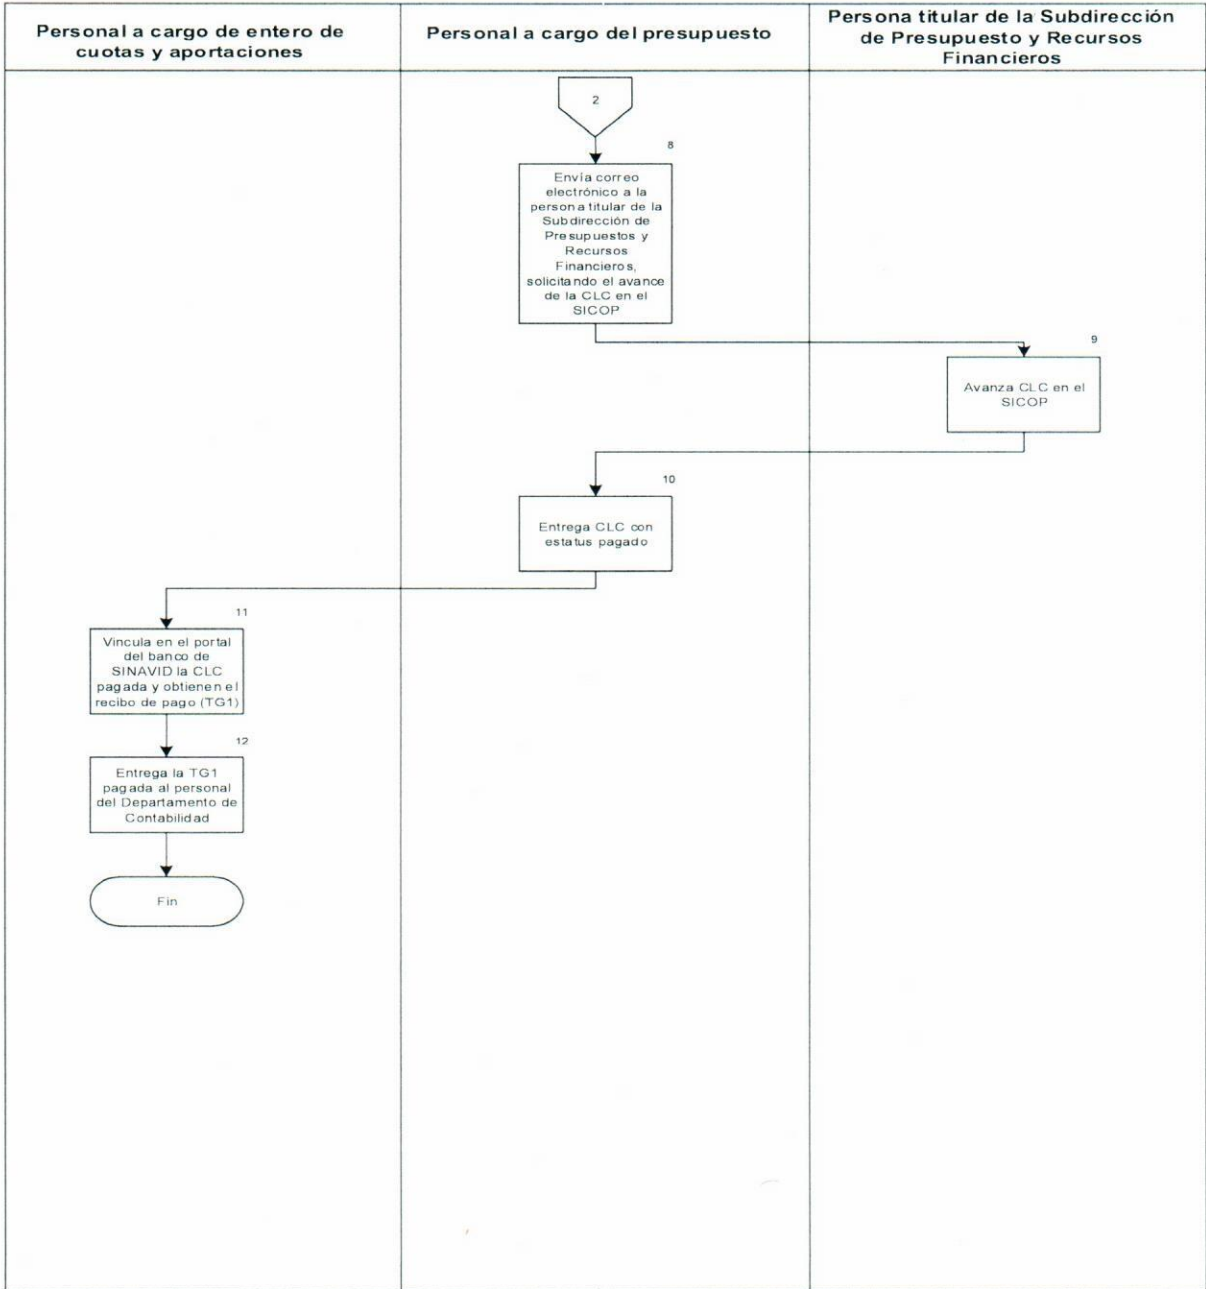 Personal a cargo de entero de
cuotas y aportaciones
Personal a cargo del presupuesto
Persona titular de la Subdirección
de Presupuesto y Recursos
Financieros
2
8
Envía correo
electrónico a la
persona titular de la
Subdirección de
Presupuestos y
Recursos
Financieros,
solicitando el avance
de la CLC en el
SICOP
9
Avanza CLC en el
SICOP
10
Entrega CLC con
estatus pagado
11
Vincula en el portal
del banco de
SINAVID la CLC
pagada y obtienen el
recibo de pago (TG1)
12
Entrega la TG1
pagada al personal
del Departamento de
Contabilidad
Fin